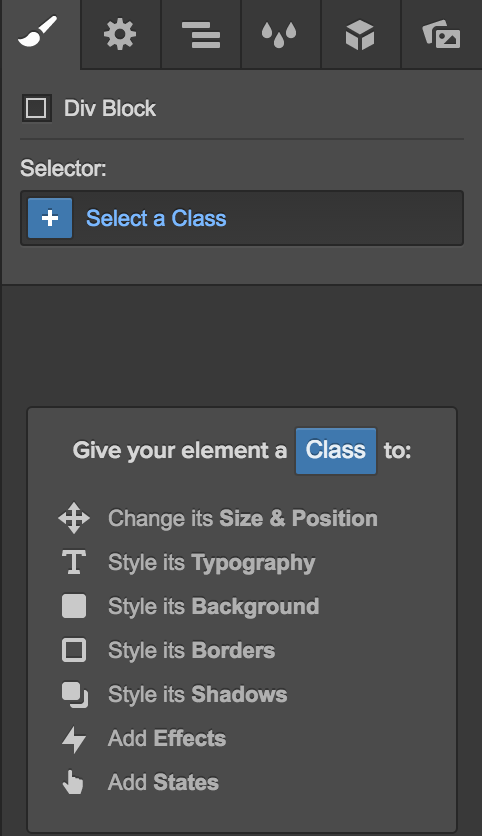 Div Block
Selector:
Select a Class
Give your element a Class to:
Change its Size & Position
Style its Typography
Style its Background
Style its Borders
Style its Shadows
Add Effects
Add States